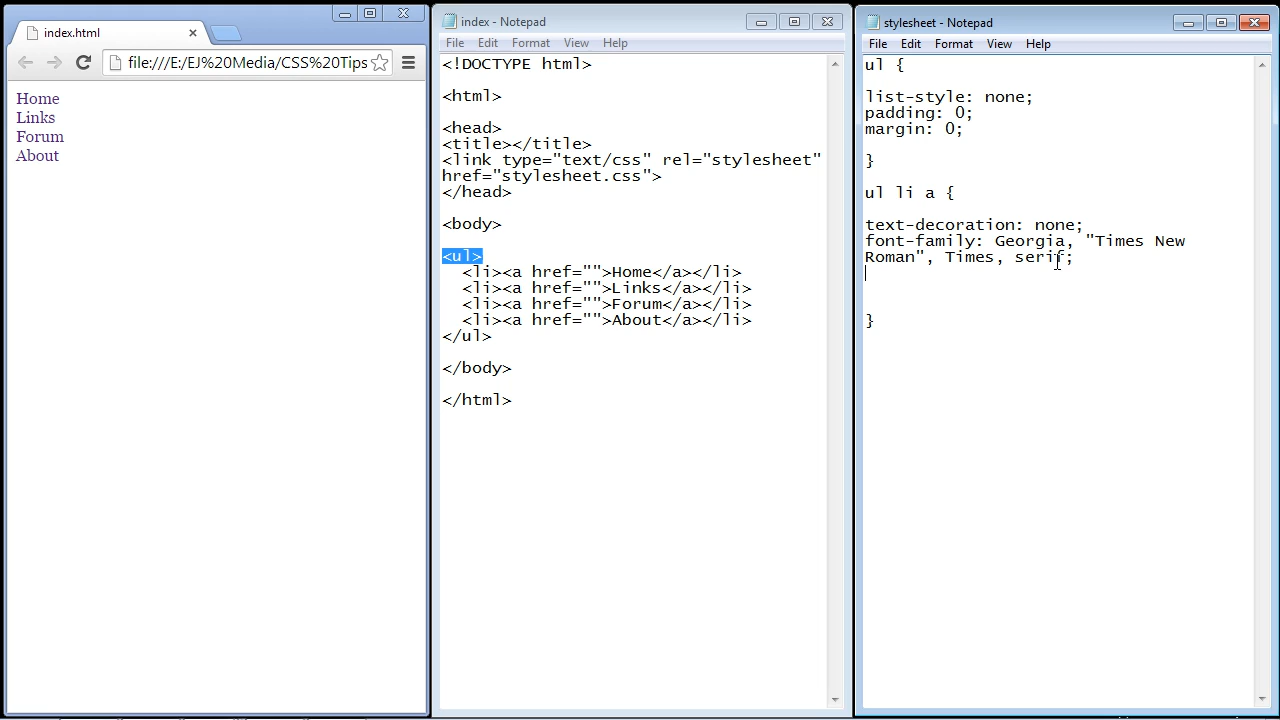 index.html
file:///E:/EJ%20Media/CSS%20Tips
Home
Links
Forum
About
index - Notepad
File Edit Format View Help
<!DOCTYPE html>
<html>
<head>
<title></title>
<link type="text/css" rel="stylesheet"
href="stylesheet.css">
</head>
<body>
<ul>
<li><a href="">Home</a></li>
<li><a href="">Links</a></li>
<li><a href="">Forum</a></li>
<li><a href="">About</a></li>
</ul>
</body>
</html>
stylesheet - Notepad
File Edit Format View Help
ul {
list-style: none;
padding: 0;
margin: 0;
}
ul li a {
text-decoration: none;
font-family: Georgia, "Times New
Roman", Times, serif;
}